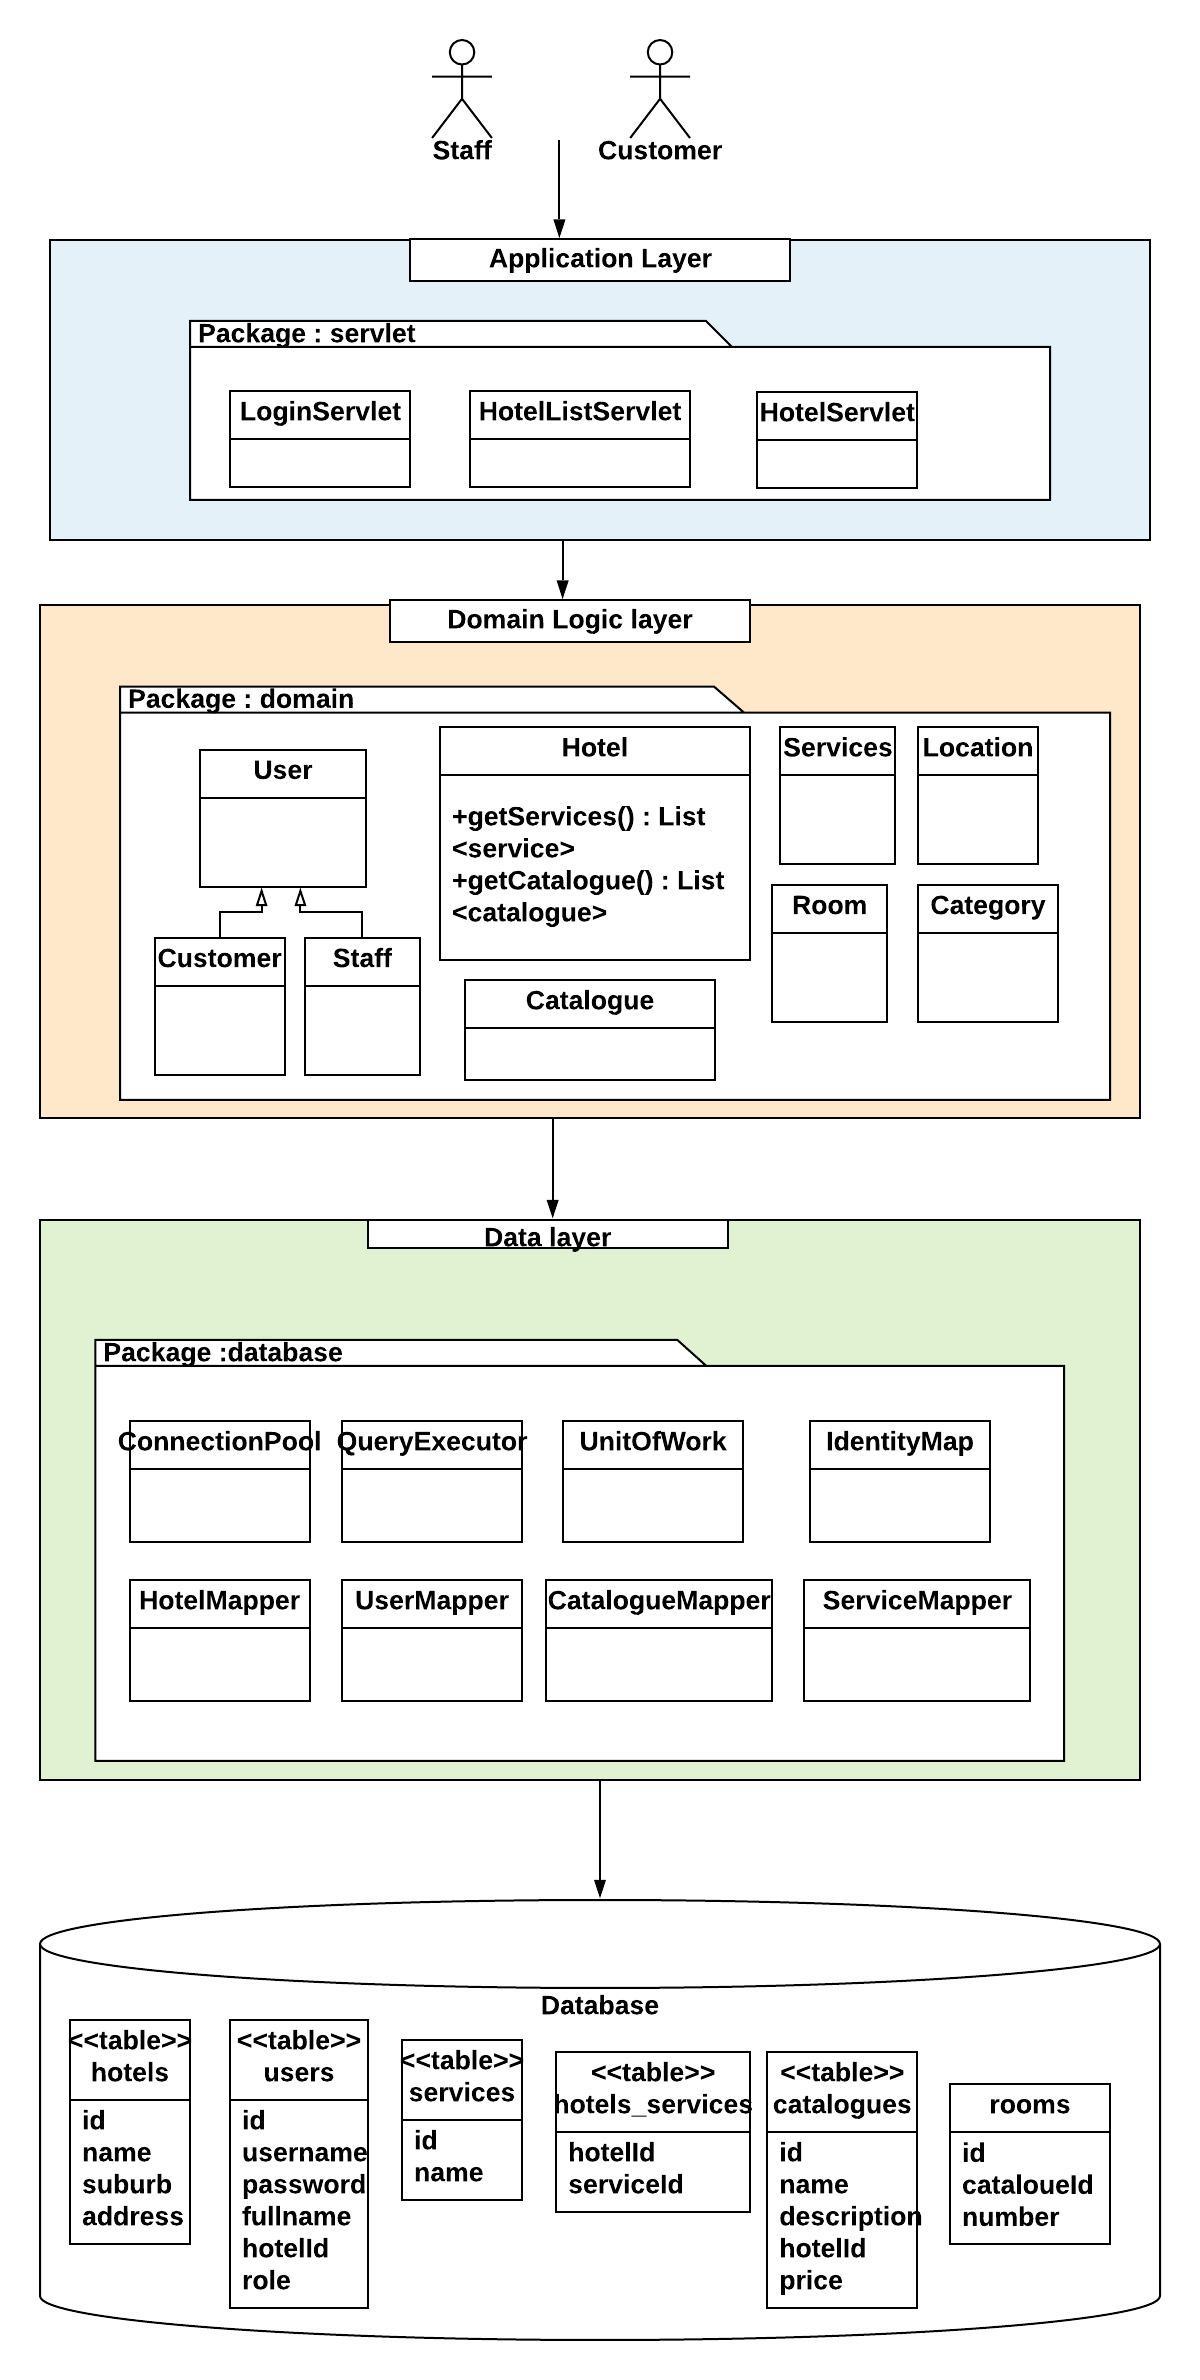 Staff
Customer
Application Layer
Package : servlet
LoginServlet
HotelListServlet
HotelServlet
Domain Logic layer
Package : domain
User
Customer
Staff
Hotel
+getServices() : List
<service>
+getCatalogue() : List
<catalogue>
Catalogue
Services
Location
Room
Category
Data layer
Package :database
ConnectionPool
QueryExecutor
UnitOfWork
IdentityMap
HotelMapper
UserMapper
CatalogueMapper
ServiceMapper
Database
<<table>>
hotels
id
name
suburb
address
<<table>>
users
id
username
password
fullname
hotelId
role
<<table>>
services
id
name
<<table>>
hotels_services
hotelId
serviceId
<<table>>
catalogues
id
name
description
hotelId
price
rooms
id
cataloueId
number